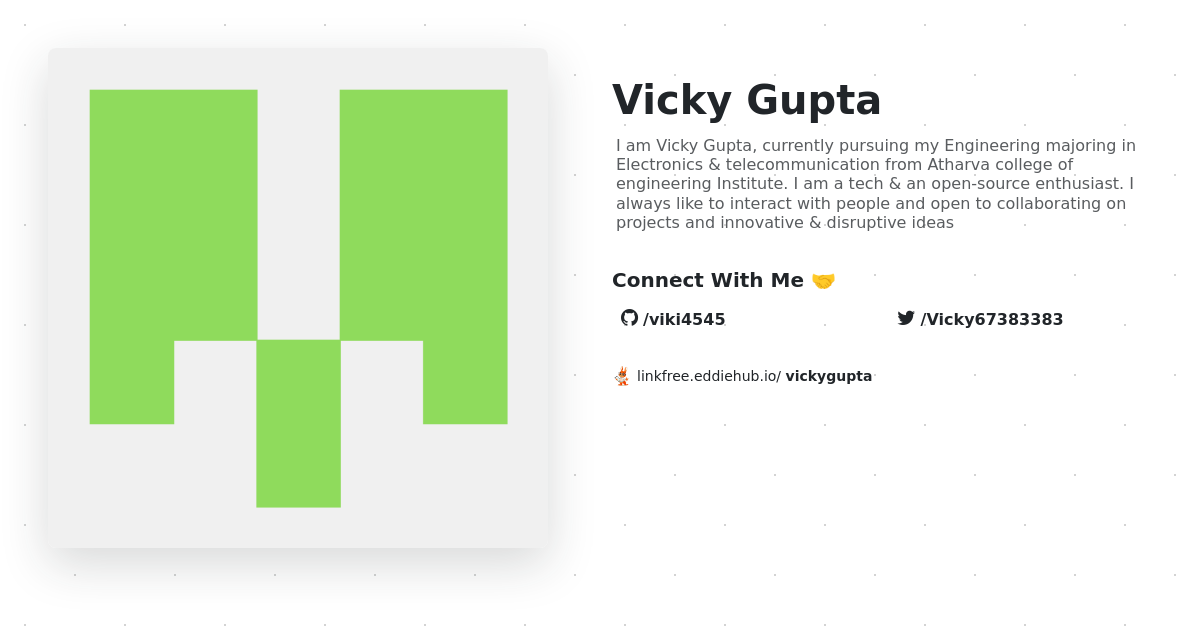 Vicky Gupta
I am Vicky Gupta, currently pursuing my Engineering majoring in
Electronics & telecommunication from Atharva college of
engineering Institute. I am a tech & an open-source enthusiast. I
always like to interact with people and open to collaborating on
projects and innovative & disruptive ideas
Connect With Me 🤝
/viki4545 /Vicky67383383
linkfree.eddiehub.io/ vickygupta